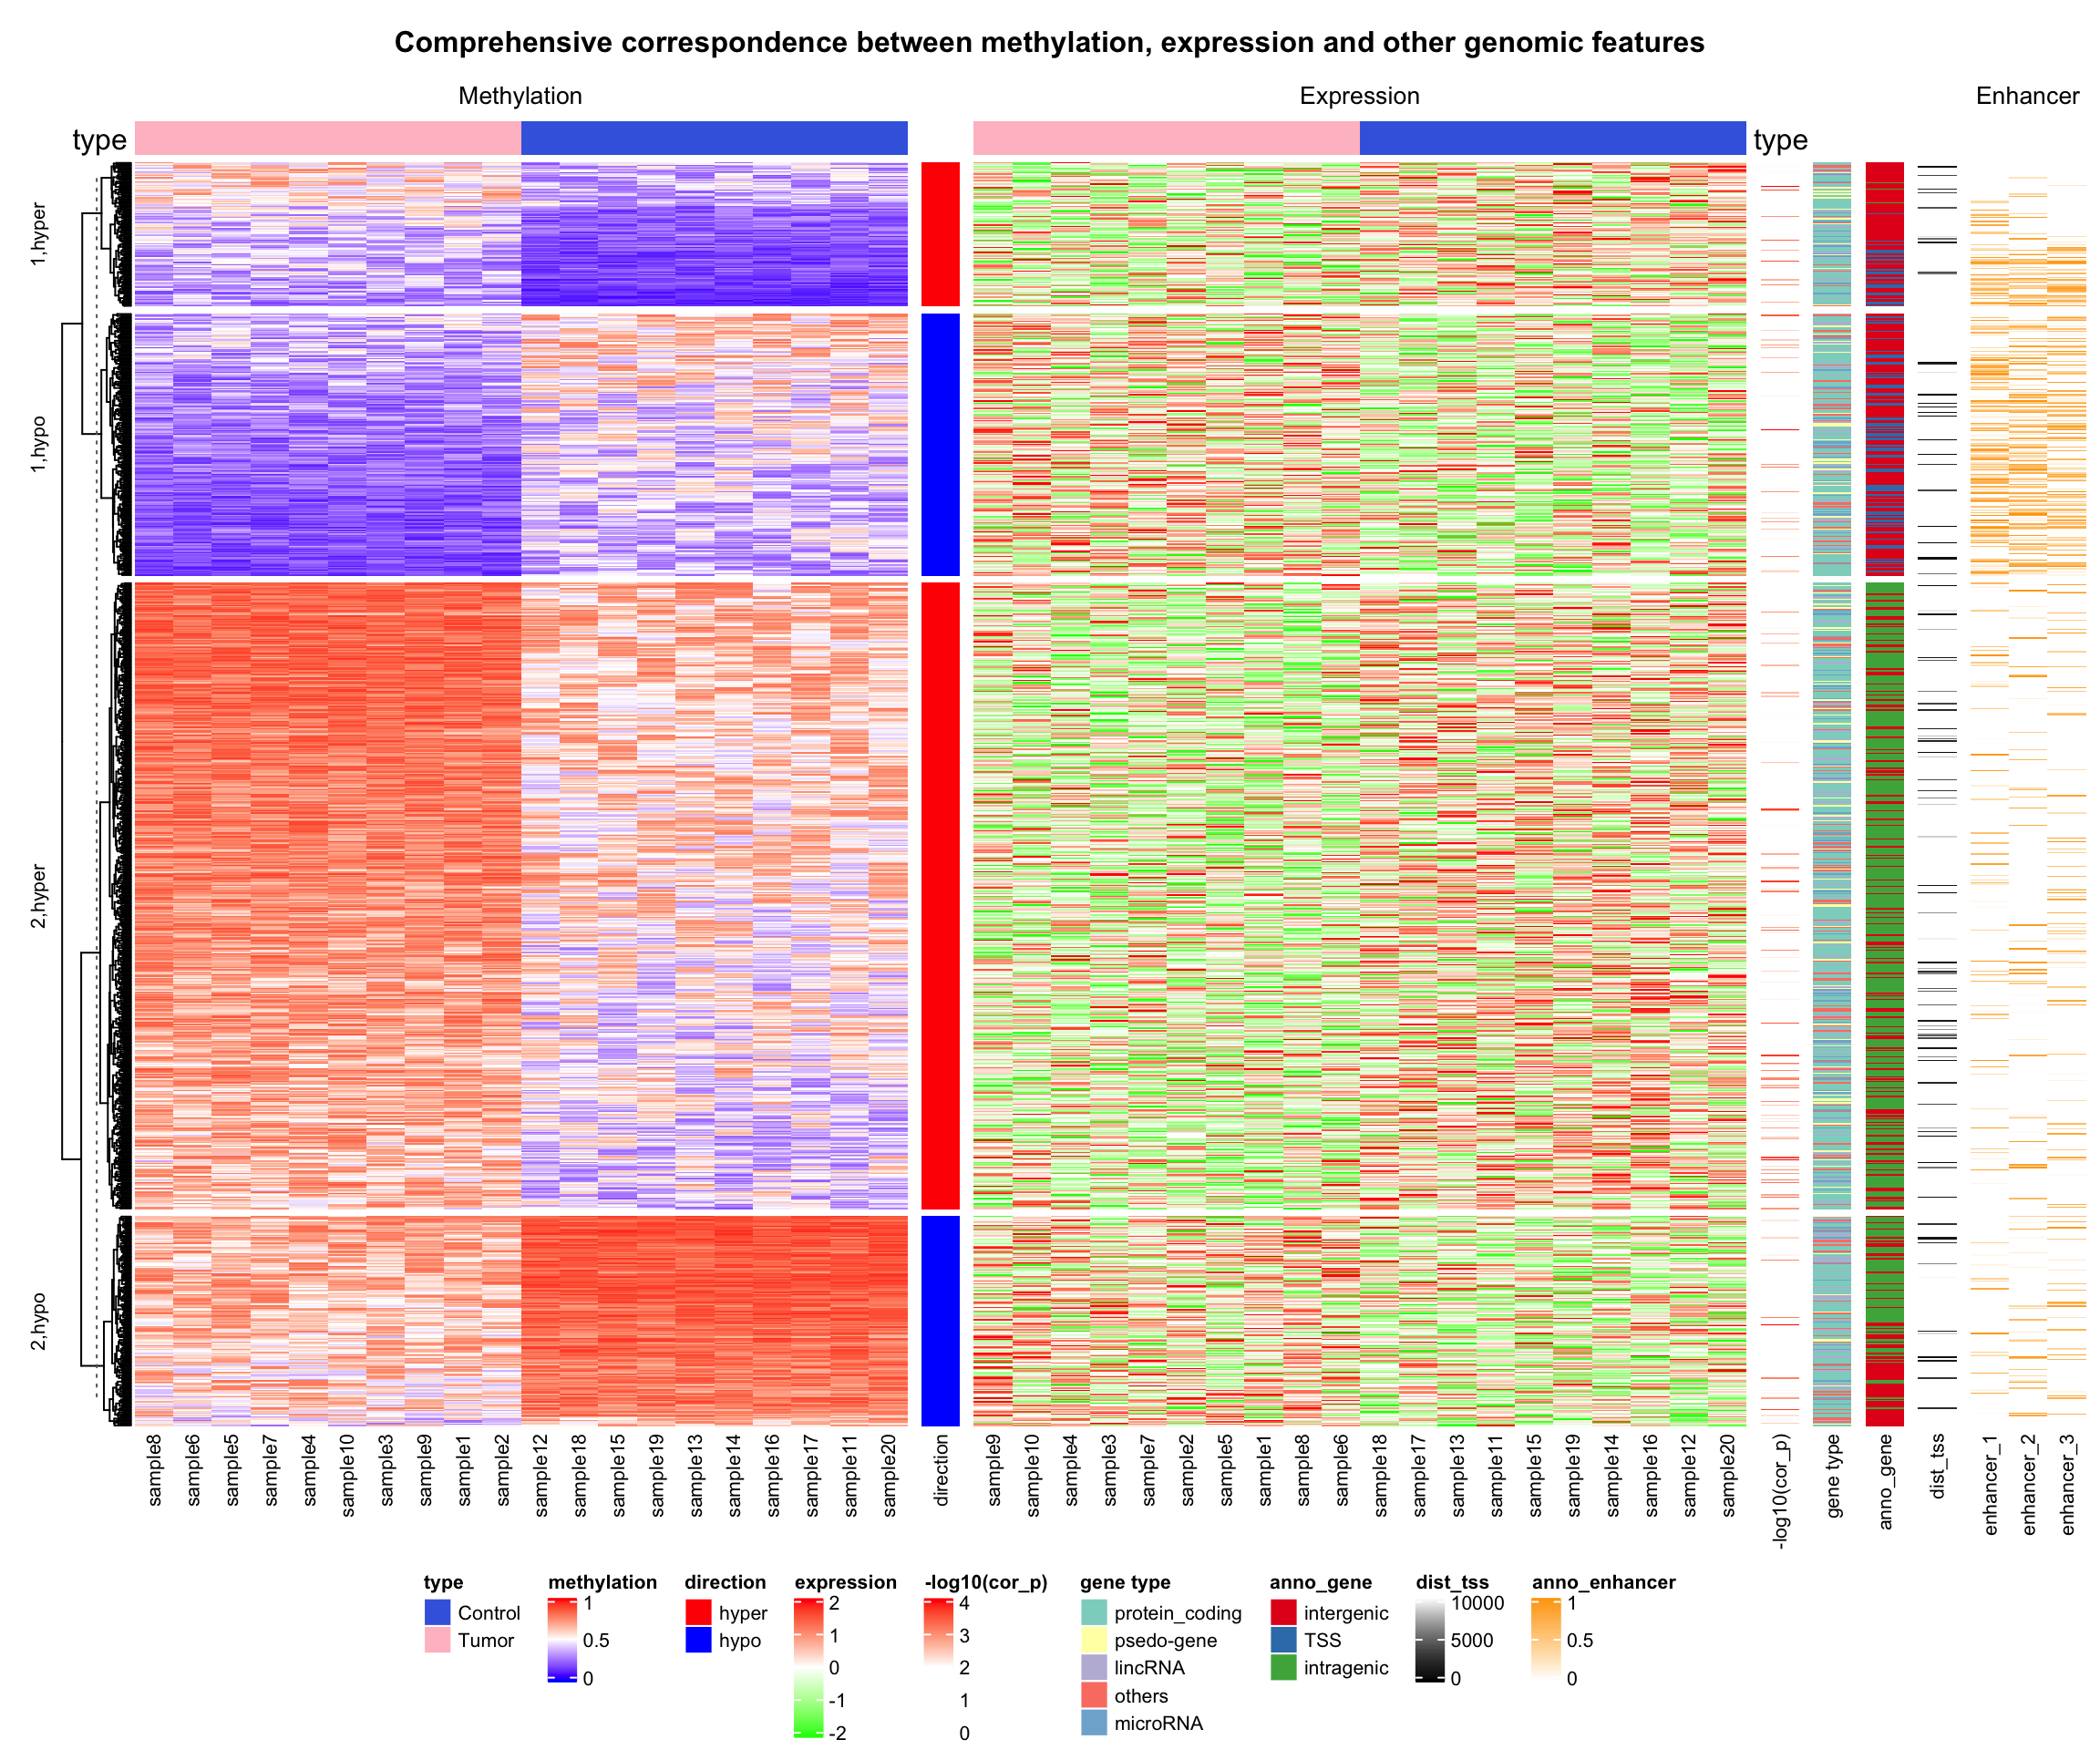 Comprehensive correspondence between methylation, expression and other genomic features
Methylation
Expression
Enhancer
type
type
1,hyper
1,hypo
2,hyper
2,hypo
sample8
sample6
sample5
sample7
sample4
sample10
sample3
sample9
sample1
sample2
sample12
sample18
sample15
sample19
sample13
sample14
sample16
sample17
sample11
sample20
direction
sample9
sample10
sample4
sample3
sample7
sample2
sample5
sample1
sample8
sample6
sample18
sample17
sample13
sample11
sample15
sample19
sample14
sample16
sample12
sample20
-log10(cor_p)
gene type
anno_gene
dist_tss
enhancer_1
enhancer_2
enhancer_3
type
Control
Tumor
methylation
1
0.5
0
direction
hyper
hypo
expression
2
1
0
-1
-2
-log10(cor_p)
4
3
2
1
0
gene type
protein_coding
psedo-gene
lincRNA
others
microRNA
anno_gene
intergenic
TSS
intragenic
dist_tss
10000
5000
0
anno_enhancer
1
0.5
0